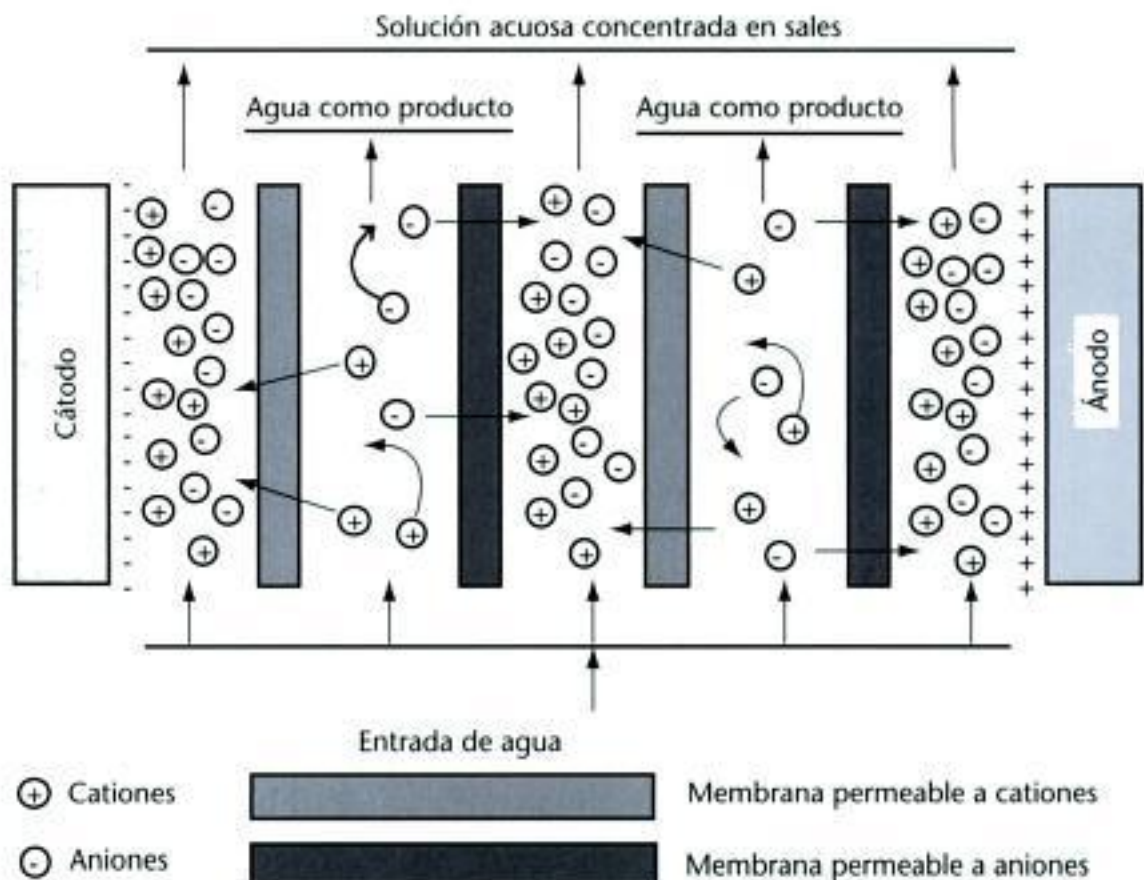 Solución acuosa concentrada en sales
Agua como producto
Agua como producto
Cátodo
Ánodo
Entrada de agua
Cationes
Membrana permeable a cationes
Aniones
Membrana permeable a aniones